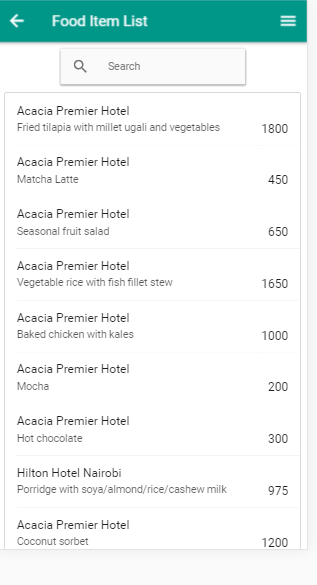 Food Item List
Search
Acacia Premier Hotel
Fried tilapia with millet ugali and vegetables 1800
Acacia Premier Hotel
Matcha Latte 450
Acacia Premier Hotel
Seasonal fruit salad 650
Acacia Premier Hotel
Vegetable rice with fish fillet stew 1650
Acacia Premier Hotel
Baked chicken with kales 1000
Acacia Premier Hotel
Mocha 200
Acacia Premier Hotel
Hot chocolate 300
Hilton Hotel Nairobi
Porridge with soya/almond/rice/cashew milk 975
Acacia Premier Hotel
Coconut sorbet 1200